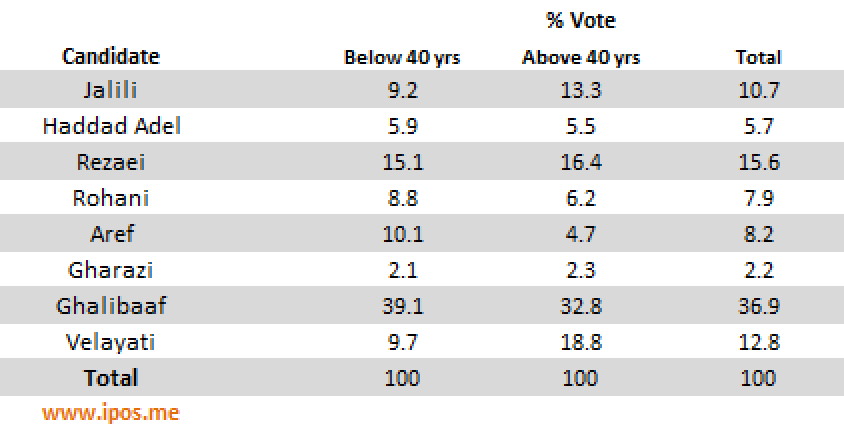 % Vote
Candidate Below 40 yrs Above 40 yrs Total
Jalili 9.2 13.3 10.7
Haddad Adel 5.9 5.5 5.7
Rezaei 15.1 16.4 15.6
Rohani 8.8 6.2 7.9
Aref 10.1 4.7 8.2
Gharazi 2.1 2.3 2.2
Ghalibaaf 39.1 32.8 36.9
Velayati 9.7 18.8 12.8
Total 100 100 100
www.ipos.me